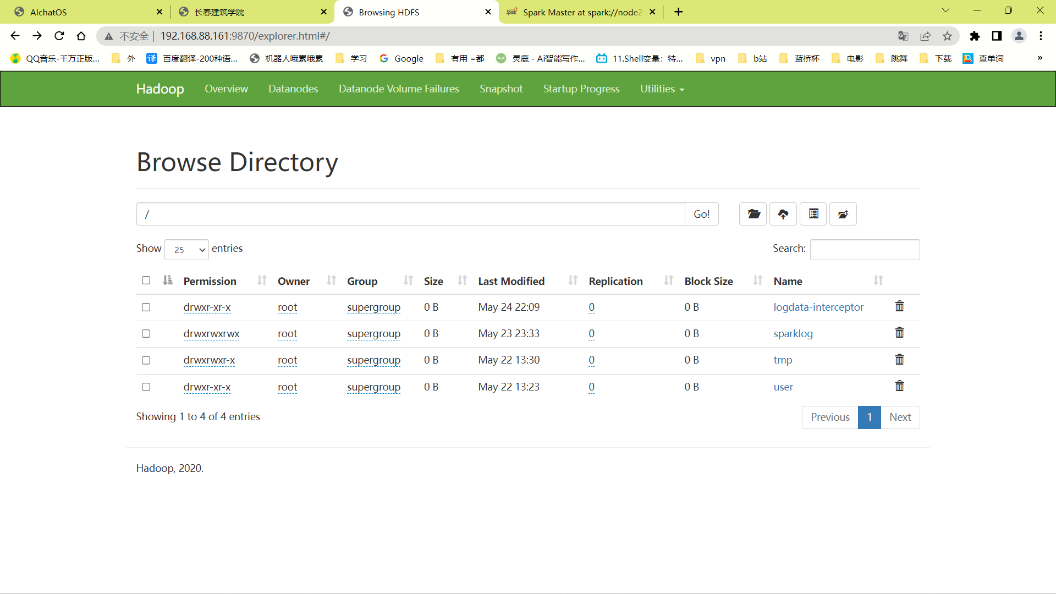 AIchatOS 长春建筑学院 Browsing HDFS Spark Master at spark://node2
不安全 192.168.88.161:9870/explorer.html#/
QQ音乐-千万正版... 外 百度翻译-200种语... 机器人哦累哦累 学习 Google 有用 =部 灵鹿 - Ai智能写作... 11.Shell变量：特... vpn b站 蓝桥杯 电影 跳舞 下载 查单词 »
Hadoop Overview Datanodes Datanode Volume Failures Snapshot Startup Progress Utilities
Browse Directory
/ Go!
Show 25 entries Search:
Permission Owner Group Size Last Modified Replication Block Size Name
drwxr-xr-x root supergroup 0 B May 24 22:09 0 0 B logdata-interceptor
drwxrwxrwx root supergroup 0 B May 23 23:33 0 0 B sparklog
drwxrwxr-x root supergroup 0 B May 22 13:30 0 0 B tmp
drwxr-xr-x root supergroup 0 B May 22 13:23 0 0 B user
Showing 1 to 4 of 4 entries Previous 1 Next
Hadoop, 2020.